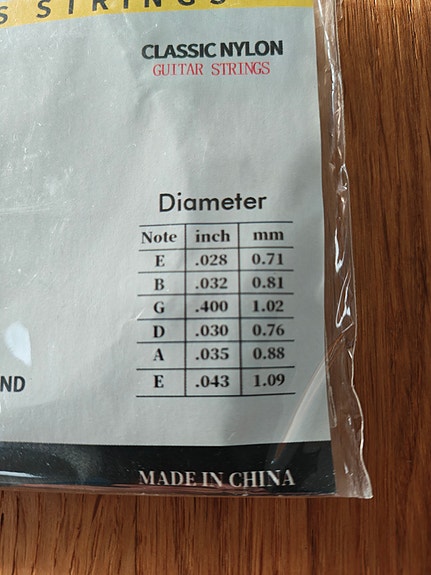 S STRINGS
CLASSIC NYLON
GUITAR STRINGS
Diameter
Note inch mm
E .028 0.71
B .032 0.81
G .400 1.02
D .030 0.76
A .035 0.88
ND
E .043 1.09
MADE IN CHINA